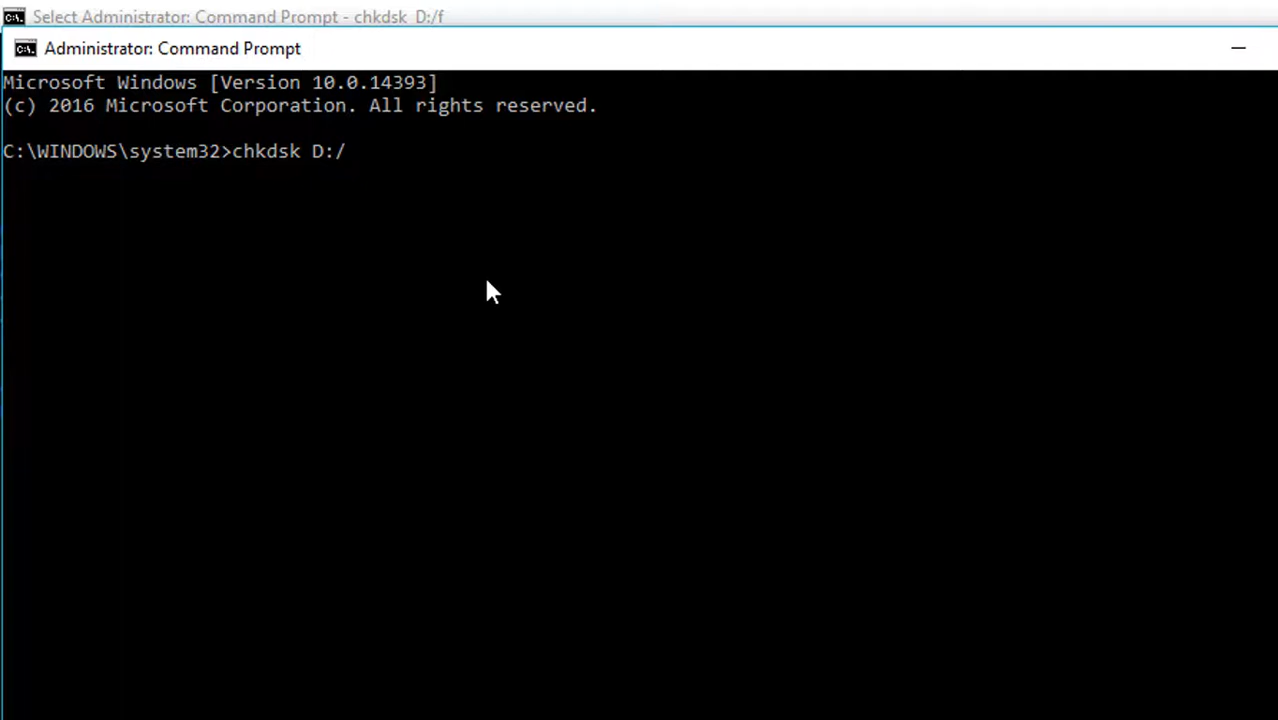 Select Administrator: Command Prompt - chkdsk  D:/f
Administrator: Command Prompt
Microsoft Windows [Version 10.0.14393]
(c) 2016 Microsoft Corporation. All rights reserved.
C:\WINDOWS\system32>chkdsk D:/